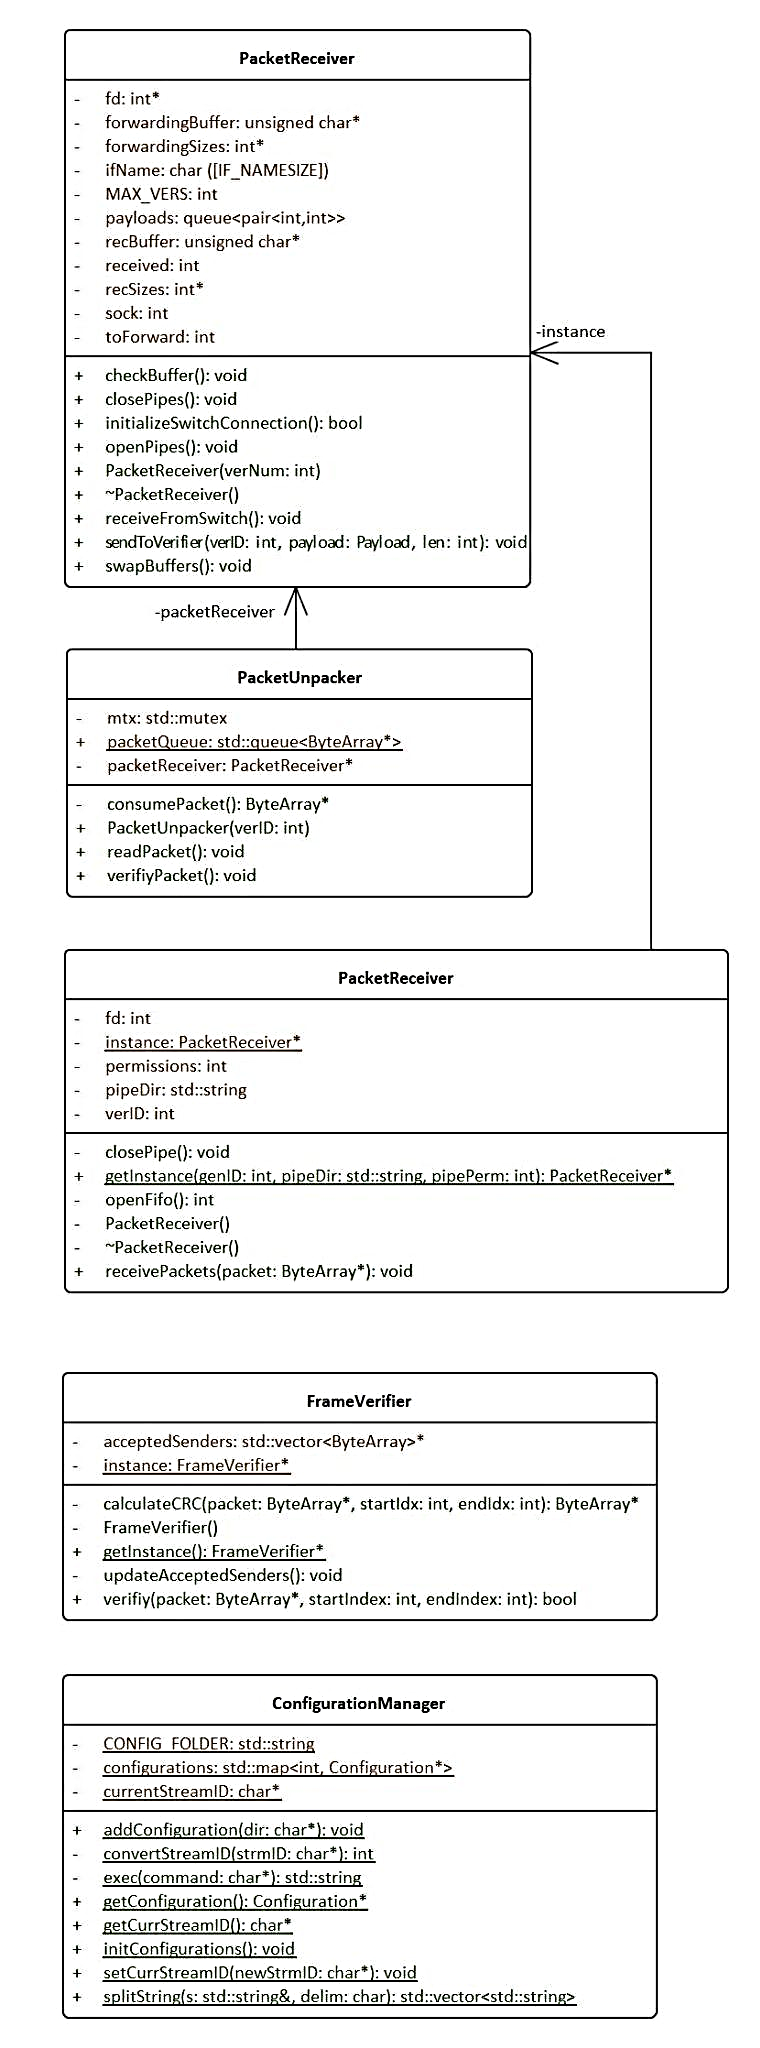 PacketReceiver
- fd: int*
- forwardingBuffer: unsigned char*
- forwardingSizes: int*
- ifName: char ([IF_NAMESIZE])
- MAX_VERS: int
- payloads: queue<pair<int,int>>
- recBuffer: unsigned char*
- received: int
- recSizes: int*
- sock: int
- toForward: int
-instance
+ checkBuffer(): void
+ closePipes(): void
+ initializeSwitchConnection(): bool
+ openPipes(): void
+ PacketReceiver(verNum: int)
+ ~PacketReceiver()
+ receiveFromSwitch(): void
+ sendToVerifier(verID: int, payload: Payload, len: int): void
+ swapBuffers(): void
-packetReceiver
PacketUnpacker
- mtx: std::mutex
+ packetQueue: std::queue<ByteArray*>
- packetReceiver: PacketReceiver*
- consumePacket(): ByteArray*
+ PacketUnpacker(verID: int)
+ readPacket(): void
+ verifiyPacket(): void
PacketReceiver
- fd: int
- instance: PacketReceiver*
- permissions: int
- pipeDir: std::string
- verID: int
- closePipe(): void
+ getInstance(genID: int, pipeDir: std::string, pipePerm: int): PacketReceiver*
- openFifo(): int
- PacketReceiver()
- ~PacketReceiver()
+ receivePackets(packet: ByteArray*): void
FrameVerifier
- acceptedSenders: std::vector<ByteArray>*
- instance: FrameVerifier*
- calculateCRC(packet: ByteArray*, startIdx: int, endIdx: int): ByteArray*
- FrameVerifier()
+ getInstance(): FrameVerifier*
- updateAcceptedSenders(): void
+ verifiy(packet: ByteArray*, startIndex: int, endIndex: int): bool
ConfigurationManager
- CONFIG_FOLDER: std::string
- configurations: std::map<int, Configuration*>
- currentStreamID: char*
+ addConfiguration(dir: char*): void
- convertStreamID(strmID: char*): int
- exec(command: char*): std::string
+ getConfiguration(): Configuration*
+ getCurrStreamID(): char*
+ initConfigurations(): void
+ setCurrStreamID(newStrmID: char*): void
+ splitString(s: std::string&, delim: char): std::vector<std::string>